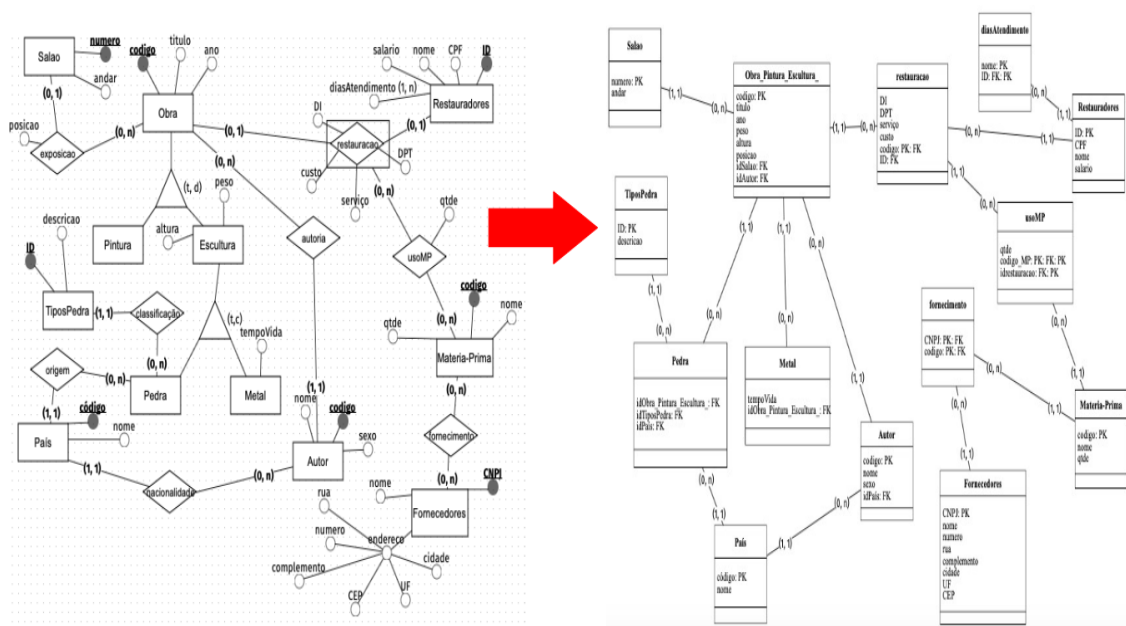 Salao
numero
andar
(0, 1)
posicao
exposicao
(0, n)
codigo
titulo
ano
Obra
(0, n)
(0, 1)
salario
nome
CPF
ID
diasAtendimento (1, n)
Restauradores
(0, n)
DI
restauracao
DPT
custo
serviço
(0, n)
(t, d)
peso
altura
Pintura
Escultura
autoria
qtde
usoMP
descricao
ID
TiposPedra
(1, 1)
classificação
(t,c)
tempoVida
codigo
nome
qtde
(0, n)
Materia-Prima
(0, n)
origem
(0, n)
(0, n)
Pedra
Metal
(1, 1)
código
nome
País
(1, 1)
nacionalidade
(0, n)
(1, 1)
nome
codigo
sexo
Autor
fornecimento
(0, n)
CNPJ
nome
Fornecedores
rua
numero
endereco
complemento
cidade
CEP
UF
Salao
numero: PK
andar
(1, 1)
(0, n)
Obra_Pintura_Escultura_
codigo: PK
titulo
ano
peso
altura
posicao
idSalao: FK
idAutor: FK
(1, 1)
(0, n)
restauracao
DI
DPT
serviço
custo
codigo: PK: FK
ID: FK
diasAtendimento
nome: PK
ID: FK: PK
(0, n)
(1, 1)
Restauradores
ID: PK
CPF
nome
salario
(0, n)
(1, 1)
(1, 1)
(0, n)
TiposPedra
ID: PK
descricao
(1, 1)
(0, n)
(1, 1)
(0, n)
(1, 1)
(0, n)
(0, n)
(1, 1)
usoMP
qtde
codigo_MP: PK: FK: PK
idrestauracao: FK: PK
(0, n)
(1, 1)
fornecimento
CNPJ: PK: FK
codigo: PK: FK
(0, n)
(1, 1)
(0, n)
(1, 1)
Pedra
idObra_Pintura_Escultura_: FK
idTiposPedra: FK
idPaís: FK
Metal
tempoVida
idObra_Pintura_Escultura_: FK
Materia-Prima
codigo: PK
nome
qtde
Autor
codigo: PK
nome
sexo
idPaís: FK
(0, n)
(1, 1)
(0, n)
(1, 1)
Fornecedores
CNPJ: PK
nome
numero
rua
complemento
cidade
UF
CEP
País
código: PK
nome